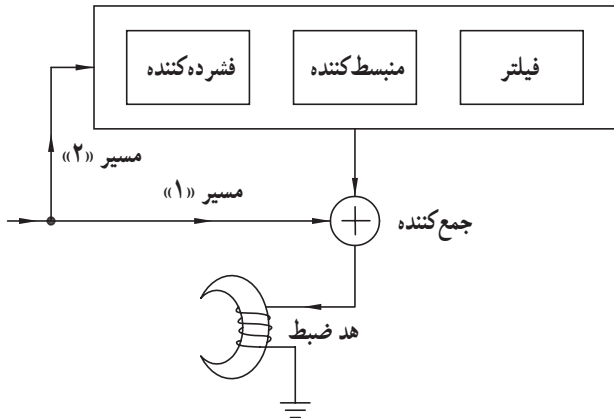 فیلتر
منبسط‌کننده
فشرده‌کننده
مسیر «۲»
مسیر «۱»
جمع‌کننده
هد ضبط